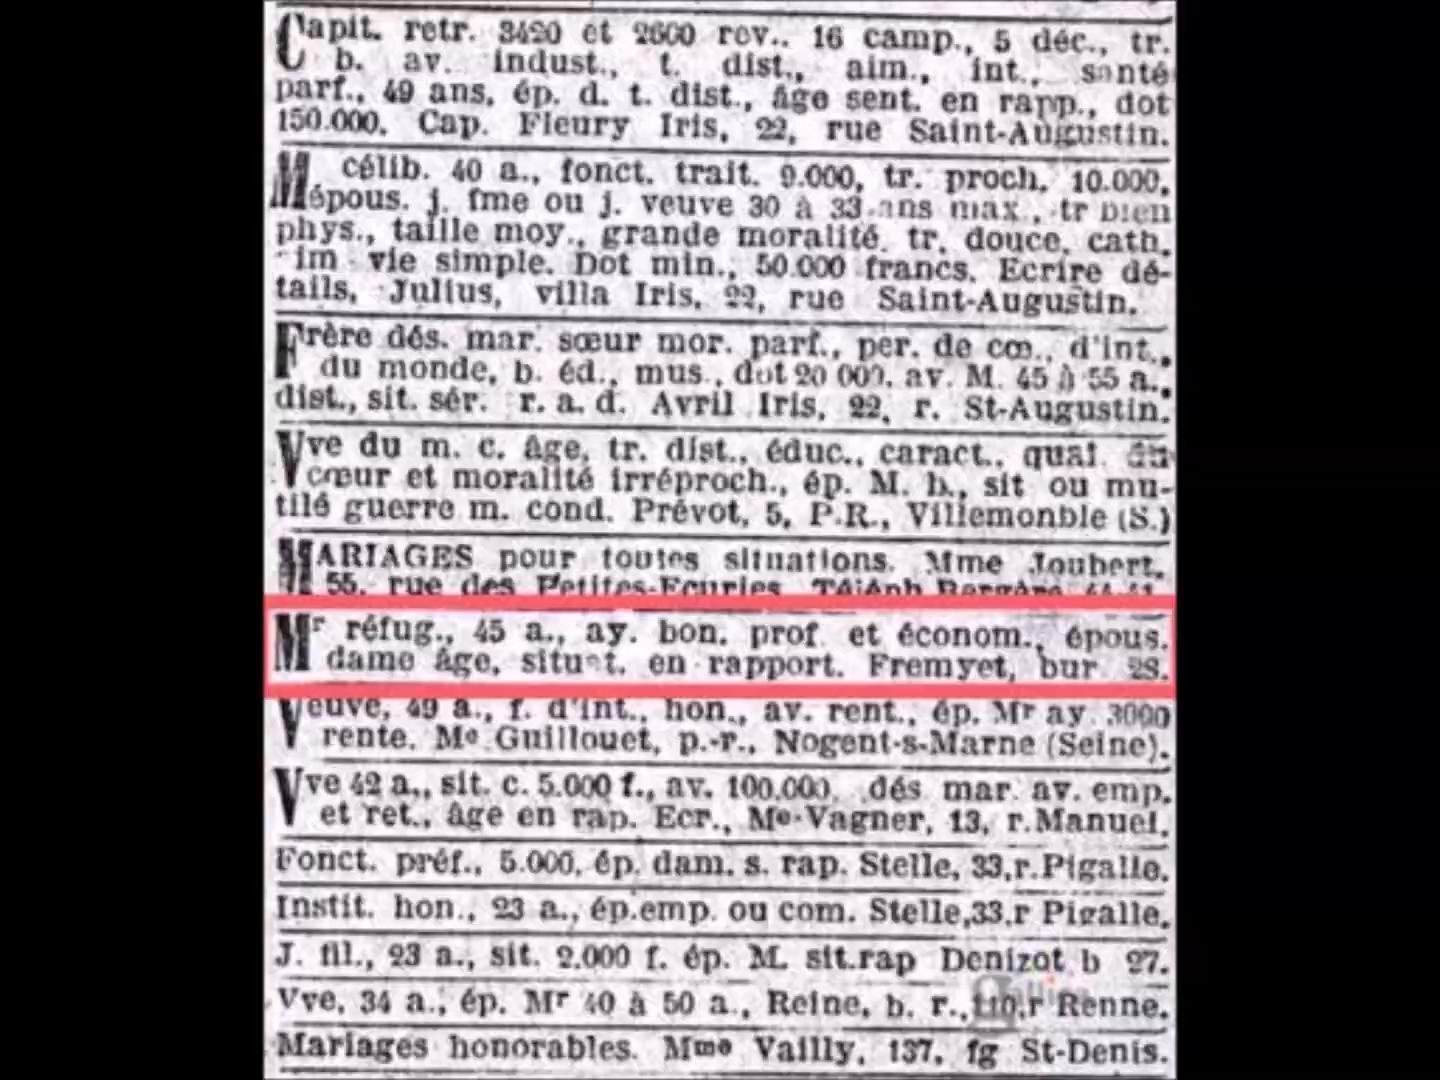 Capit. retr. 3420 et 2600 rev., 16 camp., 5 déc., tr.
b. av. indust., t. dist., aim., int., santé
parf., 49 ans, ép. d. t. dist., âge sent. en rapp., dot
150.000. Cap. Fleury Iris, 22, rue Saint-Augustin.
M célib. 40 a., fonct. trait. 9.000, tr. proch. 10.000,
épous. j. fme ou j. veuve 30 à 33 ans max., tr bien
phys., taille moy., grande moralité, tr. douce, cath.
im vie simple. Dot min., 50.000 francs. Ecrire dé-
tails, Julius, villa Iris, 22, rue Saint-Augustin.
Frère dés. mar. sœur mor. parf., per. de cœ., d'int.,
du monde, b. éd., mus., dot 20 000, av. M. 45 à 55 a.,
dist., sit. sér. r. a. d. Avril Iris, 22, r. St-Augustin.
Vve du m. c. âge, tr. dist., éduc., caract., qual. du
cœur et moralité irréproch., ép. M. h., sit ou mu-
tilé guerre m. cond. Prévot, 5, P.R., Villemonble (S.)
MARIAGES pour toutes situations. Mme Joubert,
55, rue des Petites-Ecuries. Téléph Bergère
Mr réfug., 45 a., ay. bon. prof et économ., épous.
dame âge, situat. en rapport. Fremyet, bur 28.
Veuve, 49 a., f. d'int., hon., av. rent., ép. Mr ay 3000
rente. Me Guillouet, p.-r., Nogent-s-Marne (Seine).
Vve 42 a., sit. c. 5.000 f., av. 100.000, dés mar. av. emp.
et ret., âge en rap. Ecr., Me Vagner, 13, r. Manuel.
Fonct. préf., 5.000, ép. dam. s. rap. Stelle, 33,r.Pigalle.
Instit. hon., 23 a., ép.emp. ou com. Stelle,33,r Pigalle.
J. fil., 23 a., sit. 2.000 f. ép. M. sit.rap Denizot b 27.
Vve, 34 a., ép. Mr 40 à 50 a., Reine, b. r., 110,r Renne.
Mariages honorables. Mme Vailly, 137, fg St-Denis.